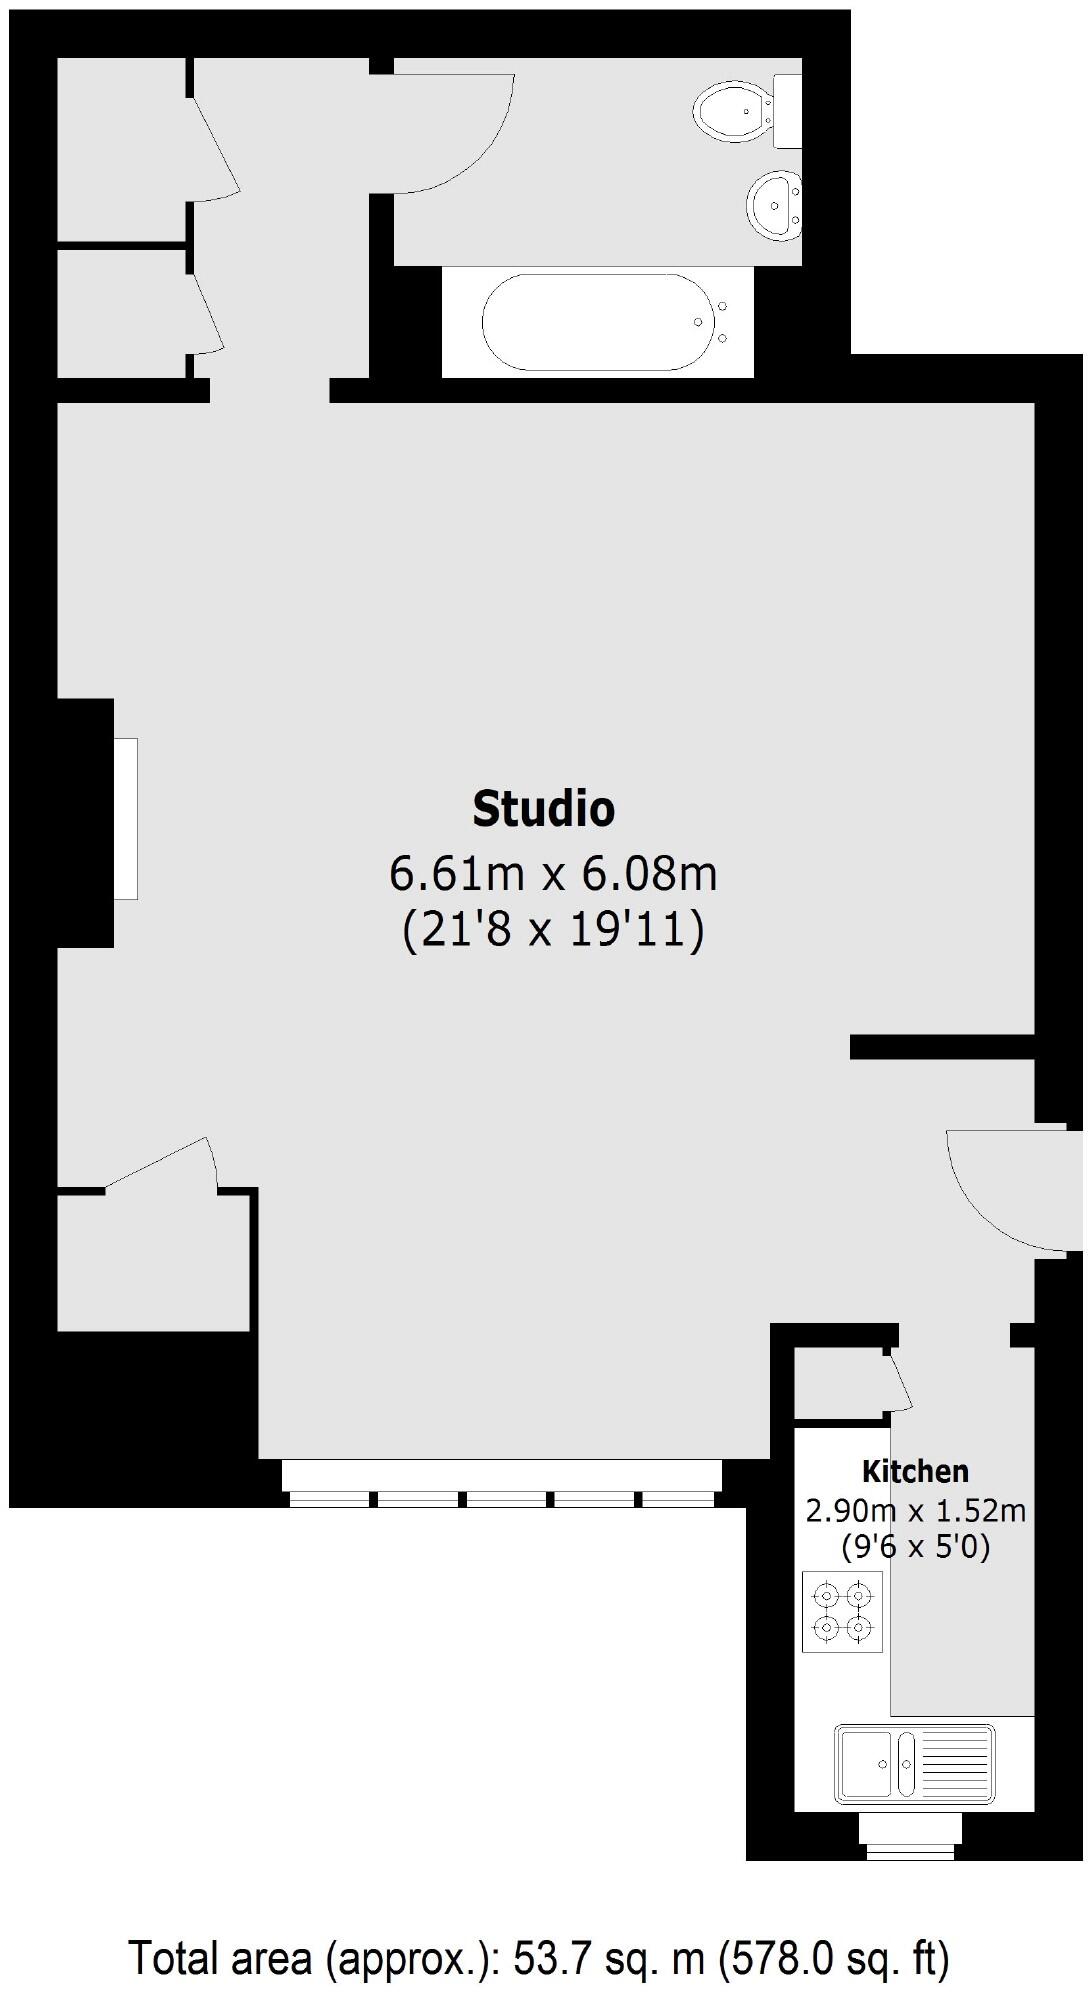 Studio
6.61m x 6.08m
(21'8 x 19'11)
Kitchen
2.90m x 1.52m
(9'6 x 5'0)
Total area (approx.): 53.7 sq. m (578.0 sq. ft)